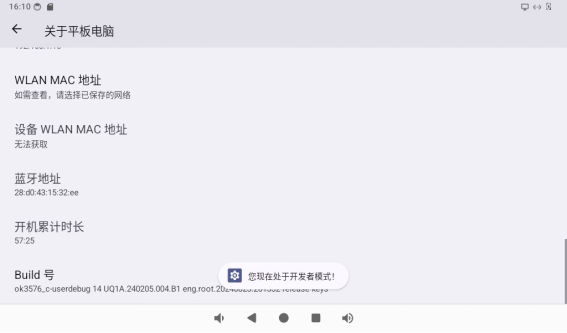 16:10
关于平板电脑
WLAN MAC 地址
如需查看，请选择已保存的网络
设备 WLAN MAC 地址
无法获取
蓝牙地址
28:d0:43:15:32:ee
开机累计时长
57:25
Build 号
您现在处于开发者模式！
ok3576_c-userdebug 14 UQ1A.240205.004.B1 eng.root. release-keys